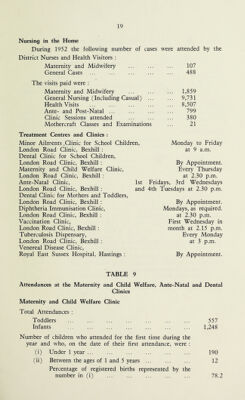 19
Nursing in the Home
During 1952 the following number of cases were attended by the
District Nurses and Health Visitors :
Maternity and Midwifery ... ... ... 107
General Cases ... ... ... ... 488
The visits paid were :
Maternity and Midwifery ... ... 1,859
General Nursing (Including Casual) ... ... 9,731
Health Visits ... ... ... 8,507
Ante- and Post-Natal ... ... ... 799
Clinic Sessions attended ... ... ... 380
Mothercraft Classes and Examinations ... 21
Treatment Centres and Clinics :
Minor Ailments Clinic for School Children, Monday to Friday
London Road Clinic, Bexhill : at 9 a.m.
Dental Clinic for School Children,
London Road Clinic, Bexhill : By Appointment.
Maternity and Child Welfare Clinic, Every Thursday
London Road Clinic, Bexhill : at 2.30 p.m.
Ante-Natal Clinic, 1st Fridays, 3rd Wednesdays
London Road Clinic, Bexhill : and 4th Tuesdays at 2.30 p.m.
Dental Clinic for Mothers and Toddlers,
London Road Clinic, Bexhill : By Appointment.
Diphtheria Immunisation Clinic, Mondays, as required.
London Road Clinic, Bexhill : at 2.30 p.m.
Vaccination Clinic, First Wednesday in
London Road Clinic, Bexhill : month at 2.15 p.m.
Tuberculosis Dispensary, Every Monday
London Road Clinic, Bexhill : at 3 p.m.
Venereal Disease Clinic,
Royal East Sussex Hospital, Hastings : By Appointment.
TABLE 9
Attendances at the Maternity and Child Welfare, Ante-Natal and Dental
Clinics
Maternity and Child Welfare Clinic
Total Attendances :
Toddlers ... ... ... ... ... 557
Infants ... ... ... ... ... 1,248
Number of children who attended for the first time during the
year and who, on the date of their first attendance, were :
(i) Under 1 year ... ... ... ... 190
(ii) Between the ages of 1 and 5 years ... ... ... 12
Percentage of registered births represented by the
number in (i) ... ... ... ... 78.2